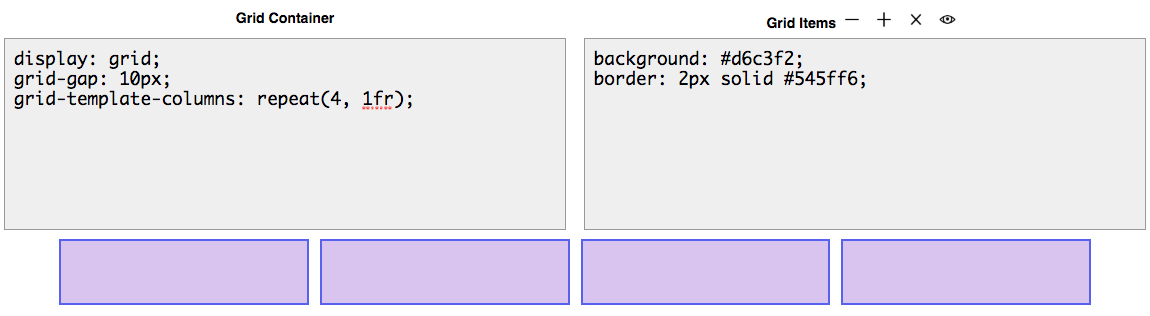 Grid Container
Grid Items
display: grid;
grid-gap: 10px;
grid-template-columns: repeat(4, 1fr);
background: #d6c3f2;
border: 2px solid #545ff6;